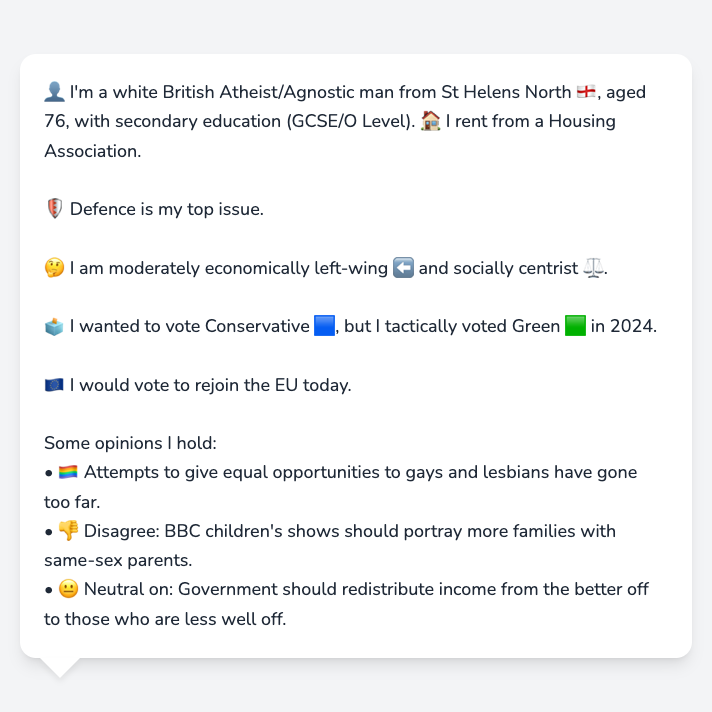 👤 I'm a white British Atheist/Agnostic man from St Helens North 🏴󠁧󠁢󠁥󠁮󠁧󠁿, aged
76, with secondary education (GCSE/O Level). 🏠 I rent from a Housing
Association.
🛡️ Defence is my top issue.
🤔 I am moderately economically left-wing ⬅️ and socially centrist ⚖️.
🗳️ I wanted to vote Conservative 🟦, but I tactically voted Green 🟩 in 2024.
🇪🇺 I would vote to rejoin the EU today.
Some opinions I hold:
• 🏳️‍🌈 Attempts to give equal opportunities to gays and lesbians have gone
too far.
• 👎 Disagree: BBC children's shows should portray more families with
same-sex parents.
• 😐 Neutral on: Government should redistribute income from the better off
to those who are less well off.